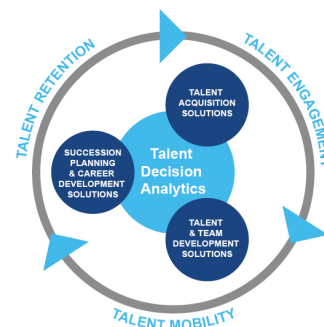 TALENT RETENTION
TALENT ENGAGEMENT
TALENT
ACQUISITION
SOLUTIONS
SUCCESSION
PLANNING
& CAREER
DEVELOPMENT
SOLUTIONS
Talent
Decision
Analytics
TALENT
& TEAM
DEVELOPMENT
SOLUTIONS
TALENT MOBILITY